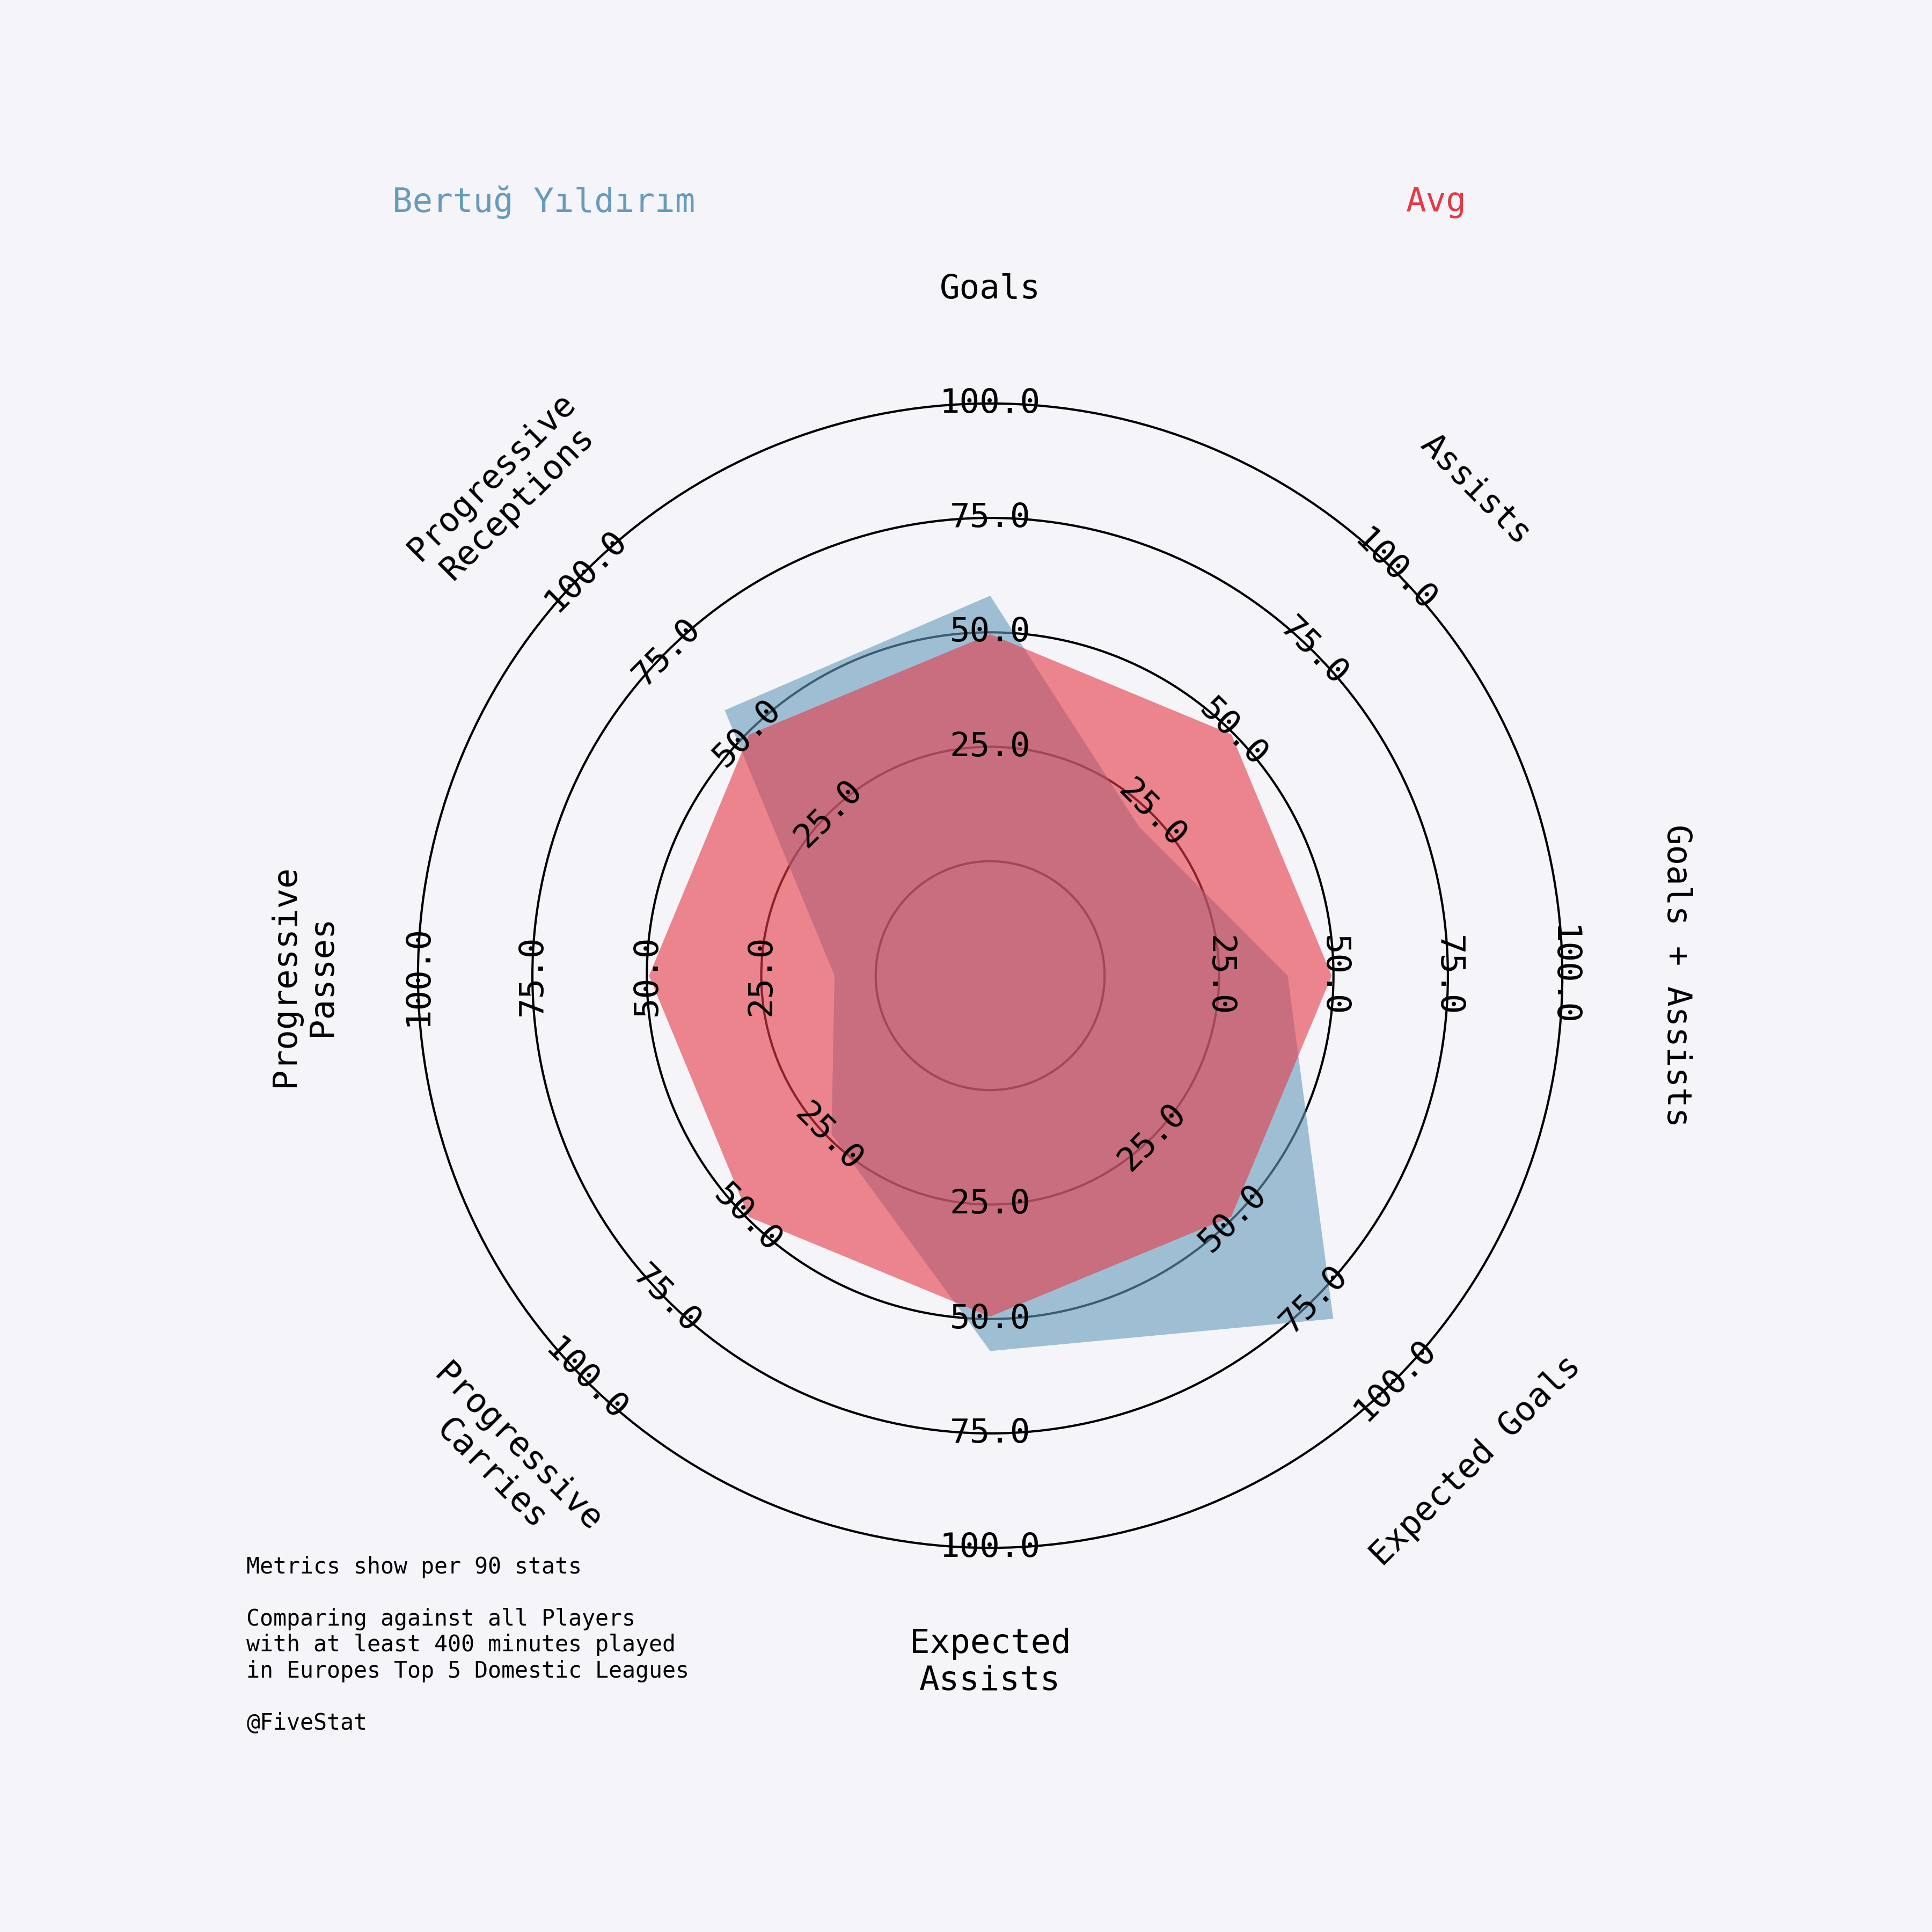 Bertuğ Yıldırım
Avg
Goals
Assists
Goals + Assists
Expected Goals
Expected
Assists
Progressive
Carries
Progressive
Passes
Progressive
Receptions
100.0
75.0
50.0
25.0
100.0
75.0
50.0
25.0
25.0
50.0
75.0
100.0
25.0
50.0
75.0
100.0
25.0
50.0
75.0
100.0
25.0
50.0
75.0
100.0
100.0
75.0
50.0
25.0
100.0
75.0
50.0
25.0
Metrics show per 90 stats
Comparing against all Players
with at least 400 minutes played
in Europes Top 5 Domestic Leagues
@FiveStat